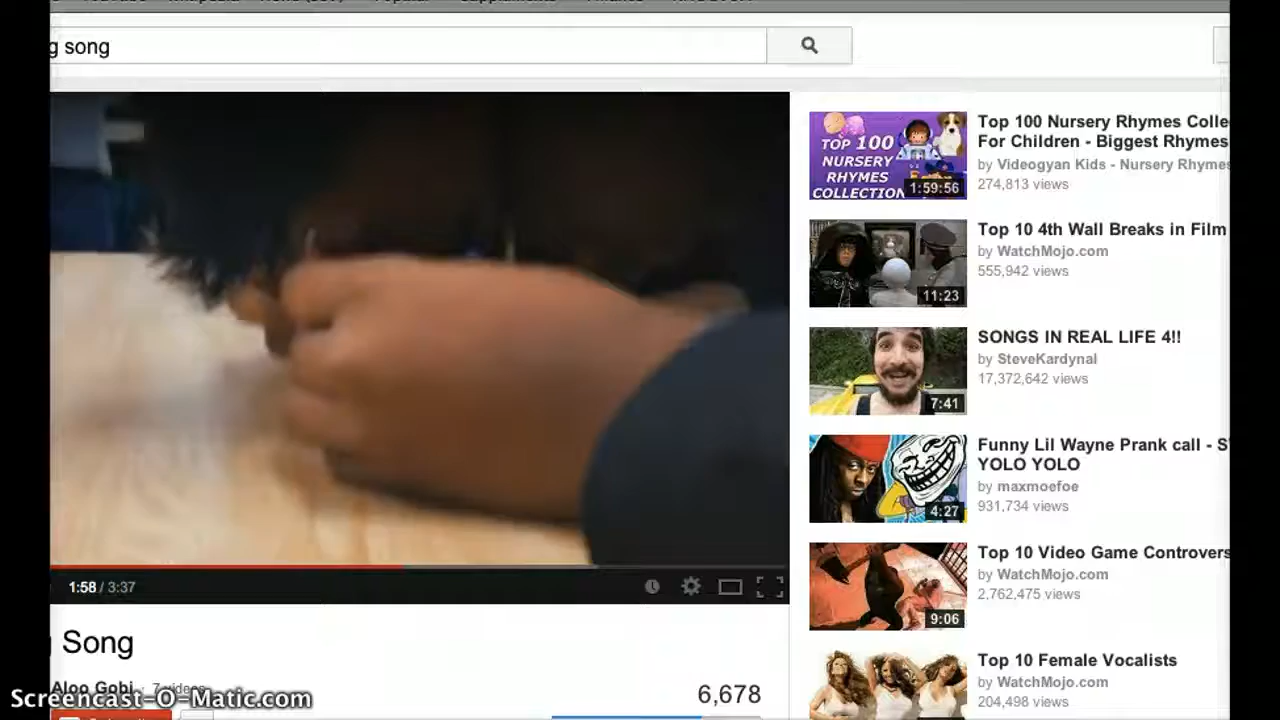 g song
TOP 100
NURSERY
RHYMES
COLLECTION
1:59:56
Top 100 Nursery Rhymes Colle
For Children - Biggest Rhymes
by Videogyan Kids - Nursery Rhymes
274,813 views
11:23
Top 10 4th Wall Breaks in Film
by WatchMojo.com
555,942 views
7:41
SONGS IN REAL LIFE 4!!
by SteveKardynal
17,372,642 views
4:27
Funny Lil Wayne Prank call - S
YOLO YOLO
by maxmoefoe
931,734 views
9:06
Top 10 Video Game Controvers
by WatchMojo.com
2,762,475 views
Top 10 Female Vocalists
by WatchMojo.com
204,498 views
1:58 / 3:37
Song
Aloo Gobi · 7 videos
6,678
Screencast-O-Matic.com